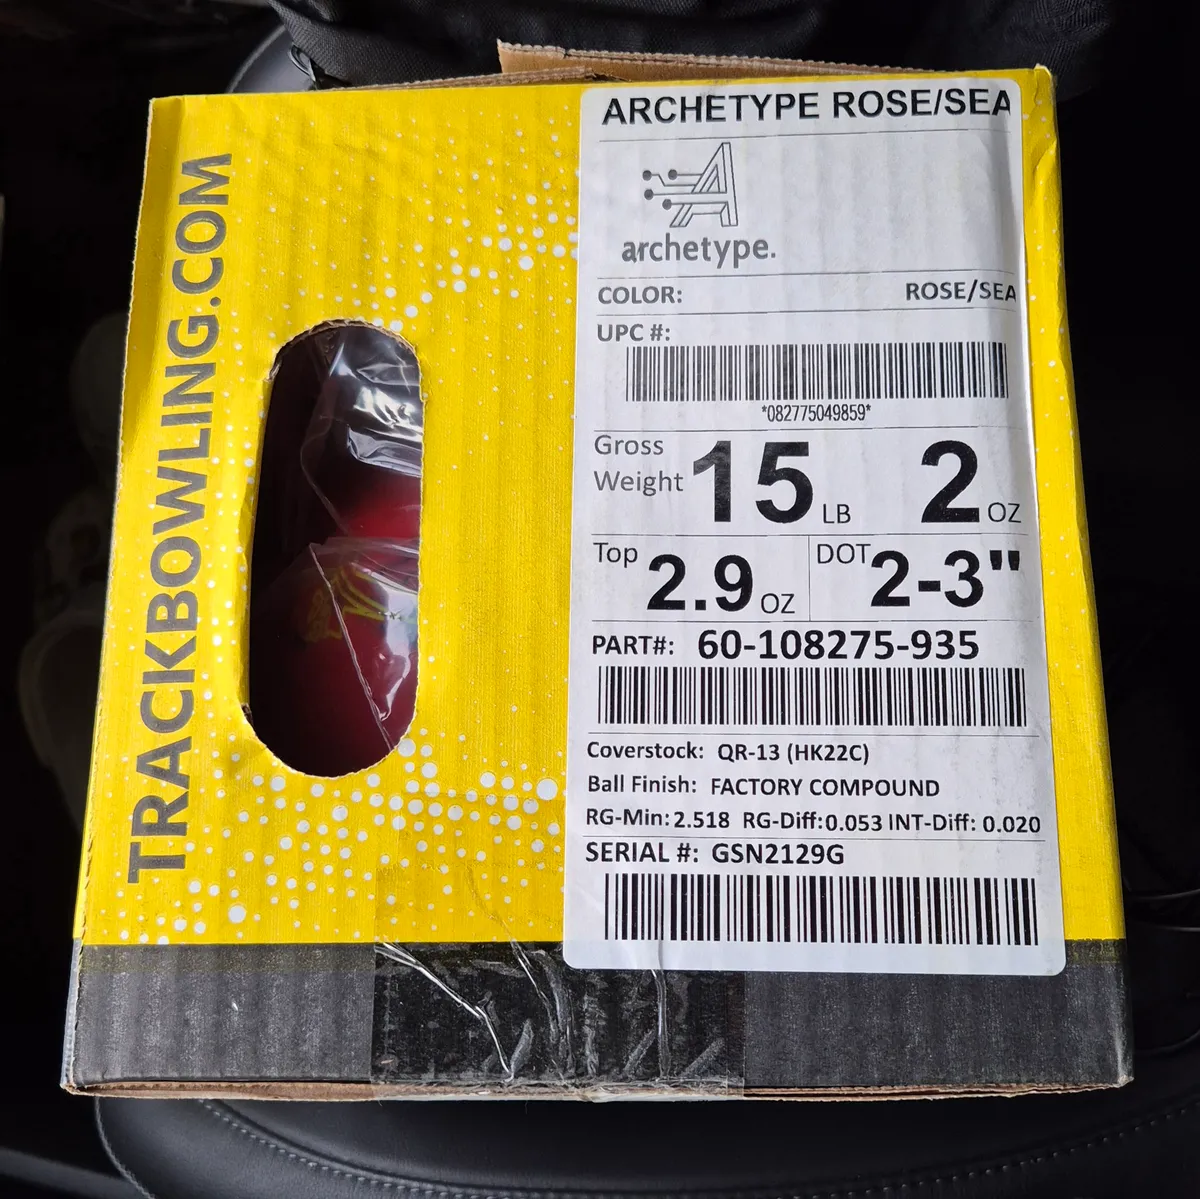 TRACKBOWLING.COM
ARCHETYPE ROSE/SEA
archetype.
COLOR: ROSE/SEA
UPC #:
*082775049859*
Gross Weight 15 LB 2 OZ
Top 2.9 OZ DOT 2-3"
PART#: 60-108275-935
Coverstock: QR-13 (HK22C)
Ball Finish: FACTORY COMPOUND
RG-Min: 2.518 RG-Diff: 0.053 INT-Diff: 0.020
SERIAL #: GSN2129G